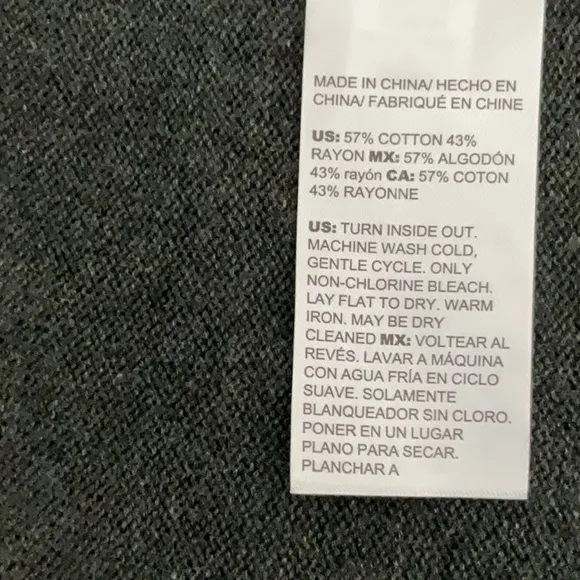 MADE IN CHINA/ HECHO EN
CHINA/ FABRIQUÉ EN CHINE
US: 57% COTTON 43%
RAYON MX: 57% ALGODÓN
43% rayón CA: 57% COTON
43% RAYONNE
US: TURN INSIDE OUT.
MACHINE WASH COLD,
GENTLE CYCLE. ONLY
NON-CHLORINE BLEACH.
LAY FLAT TO DRY. WARM
IRON. MAY BE DRY
CLEANED MX: VOLTEAR AL
REVÉS. LAVAR A MÁQUINA
CON AGUA FRÍA EN CICLO
SUAVE. SOLAMENTE
BLANQUEADOR SIN CLORO.
PONER EN UN LUGAR
PLANO PARA SECAR.
PLANCHAR A